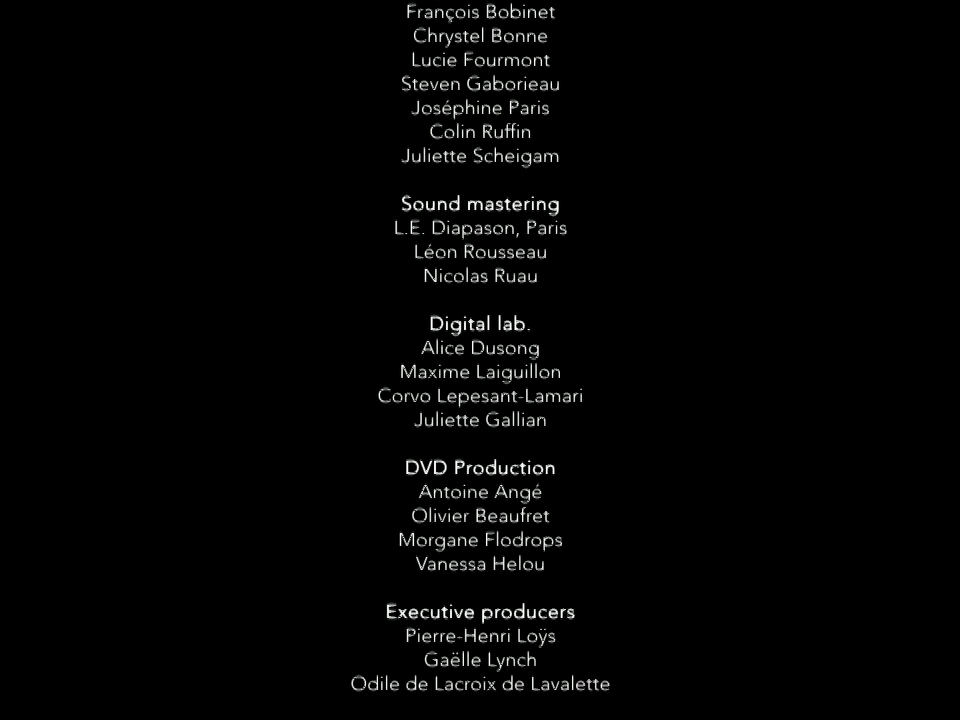 François Bobinet
Chrystel Bonne
Lucie Fourmont
Steven Gaborieau
Joséphine Paris
Colin Ruffin
Juliette Scheigam
Sound mastering
L.E. Diapason, Paris
Léon Rousseau
Nicolas Ruau
Digital lab.
Alice Dusong
Maxime Laiguillon
Corvo Lepesant-Lamari
Juliette Gallian
DVD Production
Antoine Angé
Olivier Beaufret
Morgane Flodrops
Vanessa Helou
Executive producers
Pierre-Henri Loÿs
Gaëlle Lynch
Odile de Lacroix de Lavalette